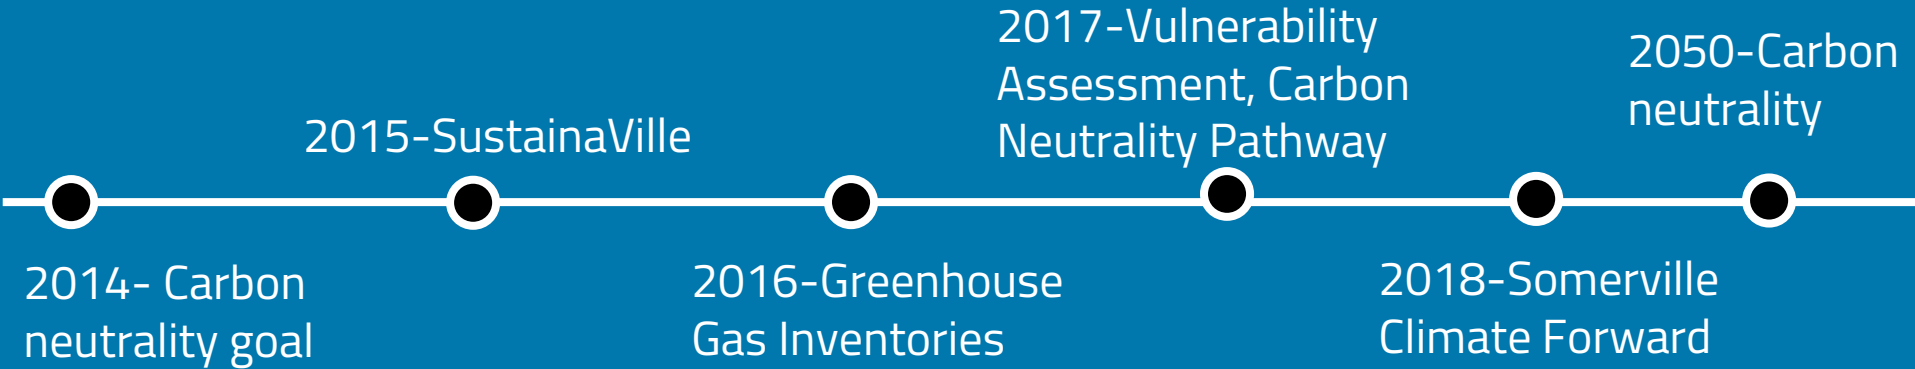 2014- Carbon
neutrality goal
2015-SustainaVille
2016-Greenhouse
Gas Inventories
2017-Vulnerability
Assessment, Carbon
Neutrality Pathway
2018-Somerville
Climate Forward
2050-Carbon
neutrality